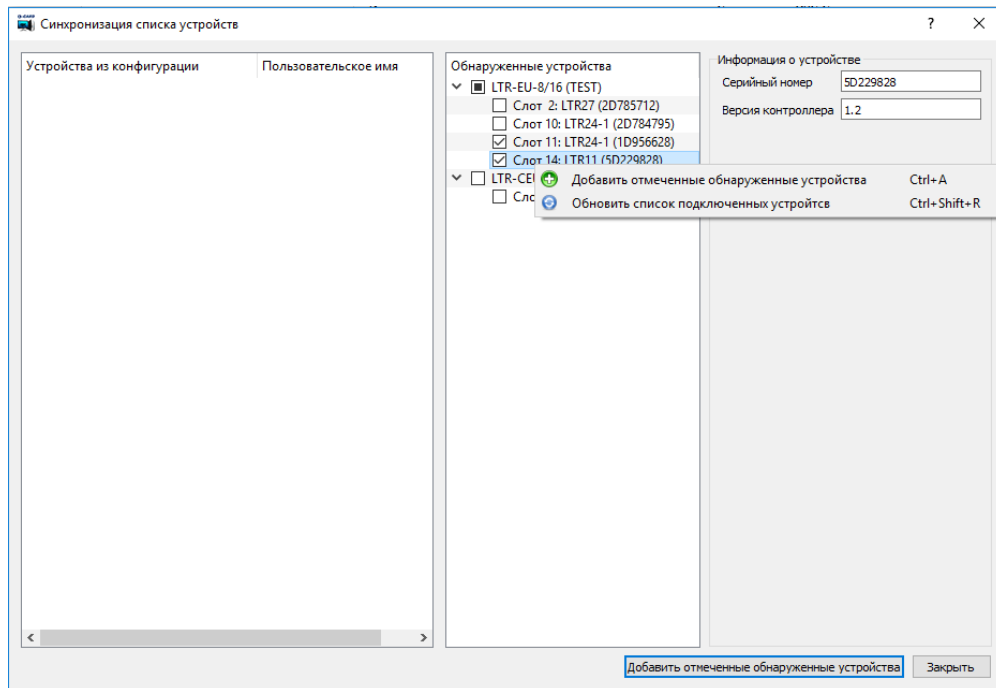 Синхронизация списка устройств
?
Устройства из конфигурации Пользовательское имя
Обнаруженные устройства
LTR-EU-8/16 (TEST)
Слот 2: LTR27 (2D785712)
Слот 10: LTR24-1 (2D784795)
Слот 11: LTR24-1 (1D956628)
Слот 14: LTR11 (5D229828)
Информация о устройстве
Серийный номер 5D229828
Версия контроллера 1.2
Добавить отмеченные обнаруженные устройства Ctrl+A
Обновить список подключенных устройтсв Ctrl+Shift+R
Добавить отмеченные обнаруженные устройства Закрыть